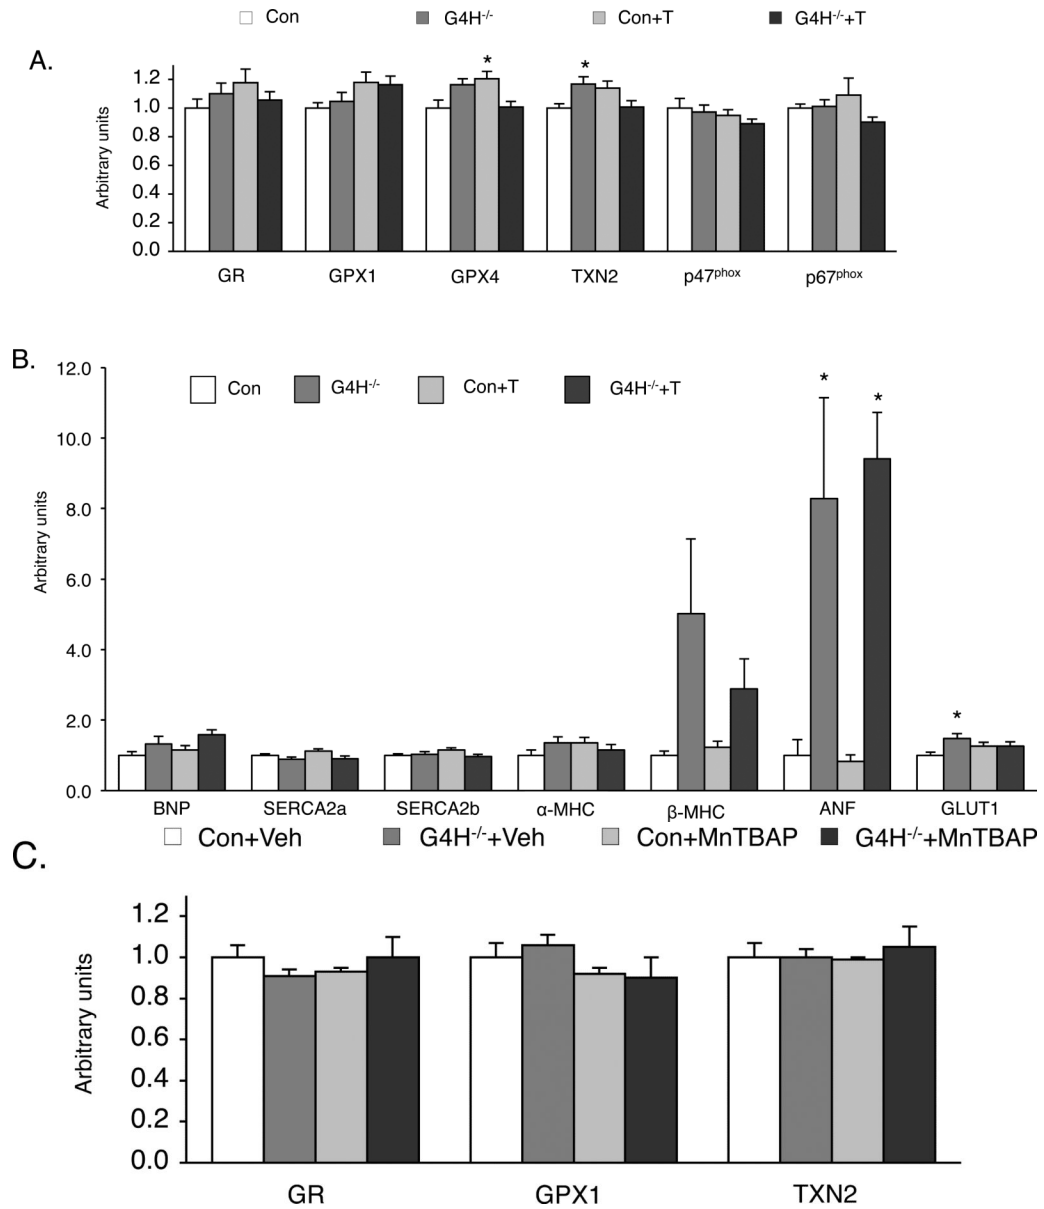 Con G4H-/- Con+T G4H-/-+T
A.
* *
1.2
1.0
0.8
0.6
0.4
0.2
0.0
Arbitrary units
GR GPX1 GPX4 TXN2 p47phox p67phox
B.
12.0
10.0
8.0
6.0
4.0
2.0
0.0
Arbitrary units
Con G4H-/- Con+T G4H-/-+T
* * *
BNP SERCA2a SERCA2b α-MHC β-MHC ANF GLUT1
Con+Veh G4H-/-+Veh Con+MnTBAP G4H-/-+MnTBAP
C.
1.2
1.0
0.8
0.6
0.4
0.2
0.0
Arbitrary units
GR GPX1 TXN2